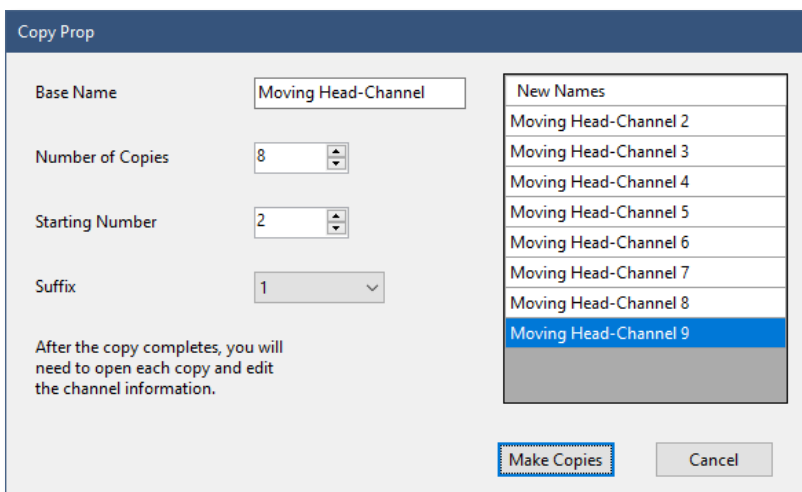 Copy Prop
Base Name
Moving Head-Channel
Number of Copies
8
Starting Number
2
Suffix
1
After the copy completes, you will
need to open each copy and edit
the channel information.
New Names
Moving Head-Channel 2
Moving Head-Channel 3
Moving Head-Channel 4
Moving Head-Channel 5
Moving Head-Channel 6
Moving Head-Channel 7
Moving Head-Channel 8
Moving Head-Channel 9
Make Copies
Cancel